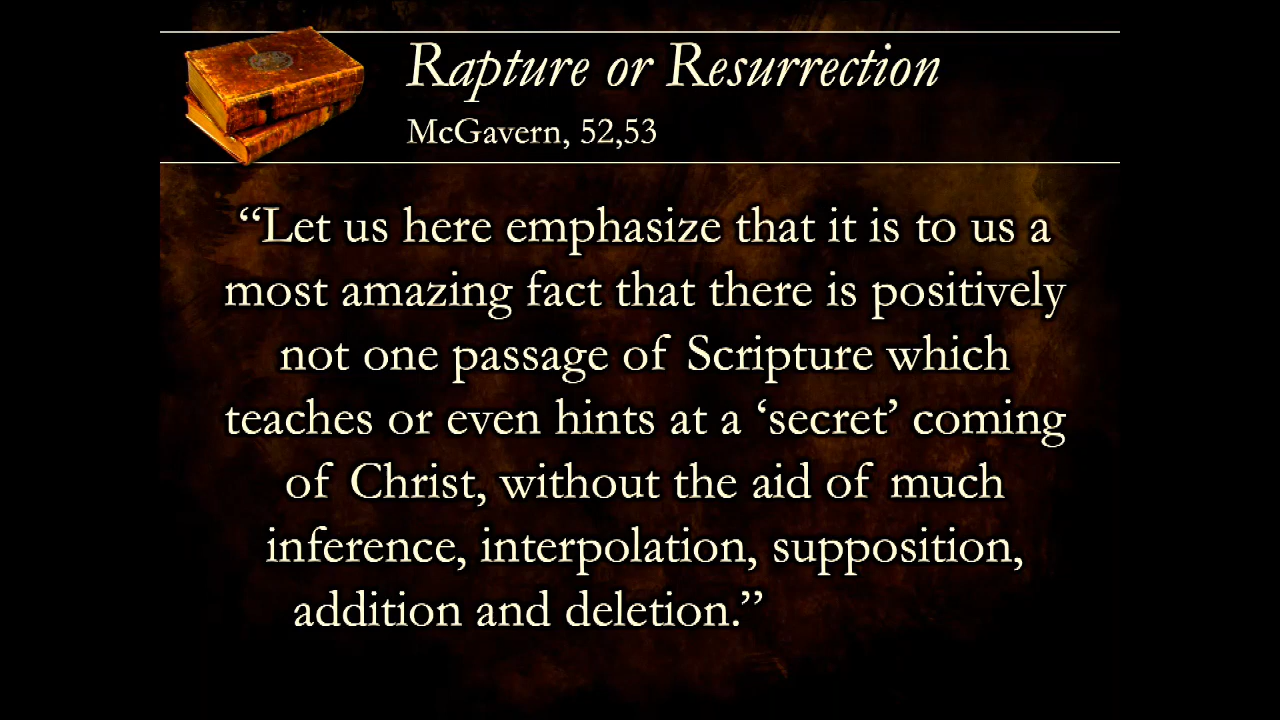 Rapture or Resurrection
McGavern, 52,53
“Let us here emphasize that it is to us a
most amazing fact that there is positively
not one passage of Scripture which
teaches or even hints at a ‘secret’ coming
of Christ, without the aid of much
inference, interpolation, supposition,
addition and deletion.”